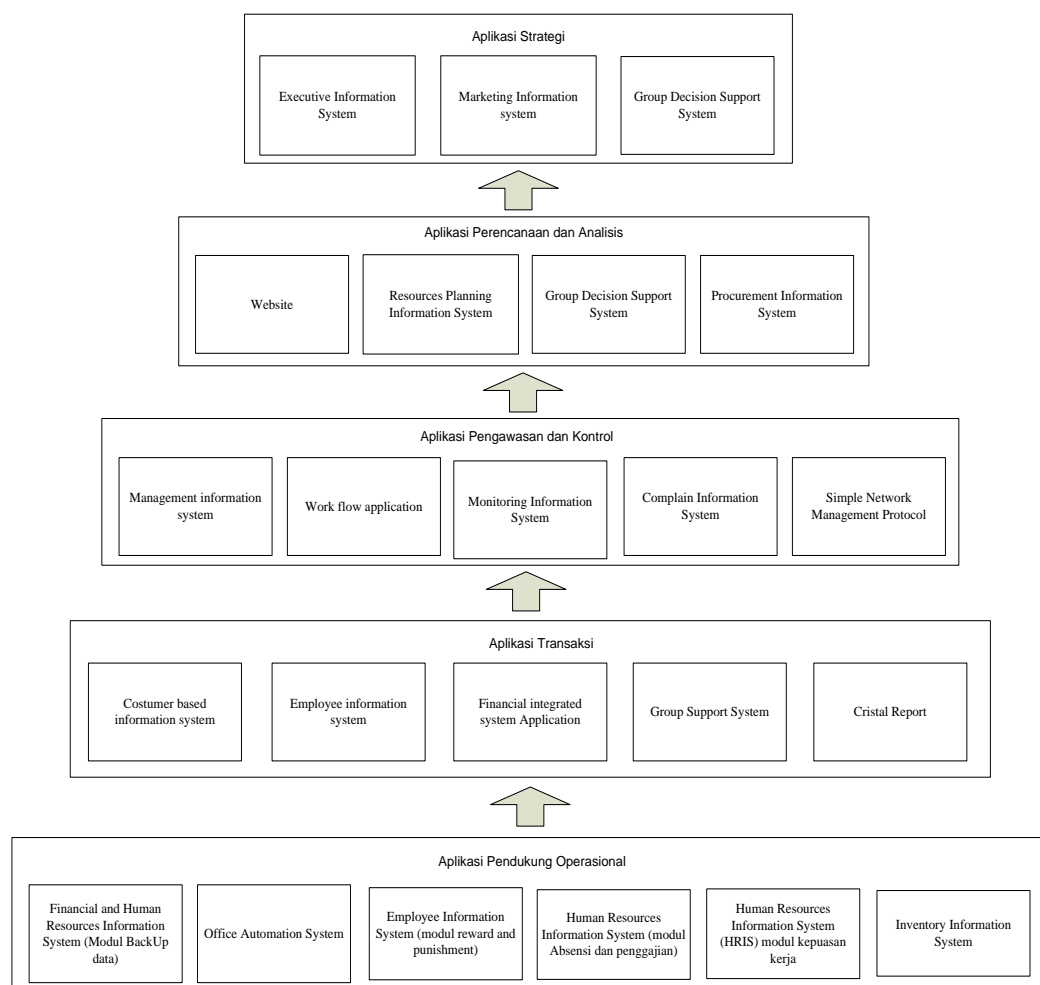 Aplikasi Strategi
Executive Information
System
Marketing Information
system
Group Decision Support
System
Aplikasi Perencanaan dan Analisis
Website
Resources Planning
Information System
Group Decision Support
System
Procurement Information
System
Aplikasi Pengawasan dan Kontrol
Management information
system
Work flow application
Monitoring Information
System
Complain Information
System
Simple Network
Management Protocol
Aplikasi Transaksi
Costumer based
information system
Employee information
system
Financial integrated
system Application
Group Support System
Cristal Report
Aplikasi Pendukung Operasional
Financial and Human
Resources Information
System (Modul BackUp
data)
Office Automation System
Employee Information
System (modul reward and
punishment)
Human Resources
Information System (modul
Absensi dan penggajian)
Human Resources
Information System
(HRIS) modul kepuasan
kerja
Inventory Information
System